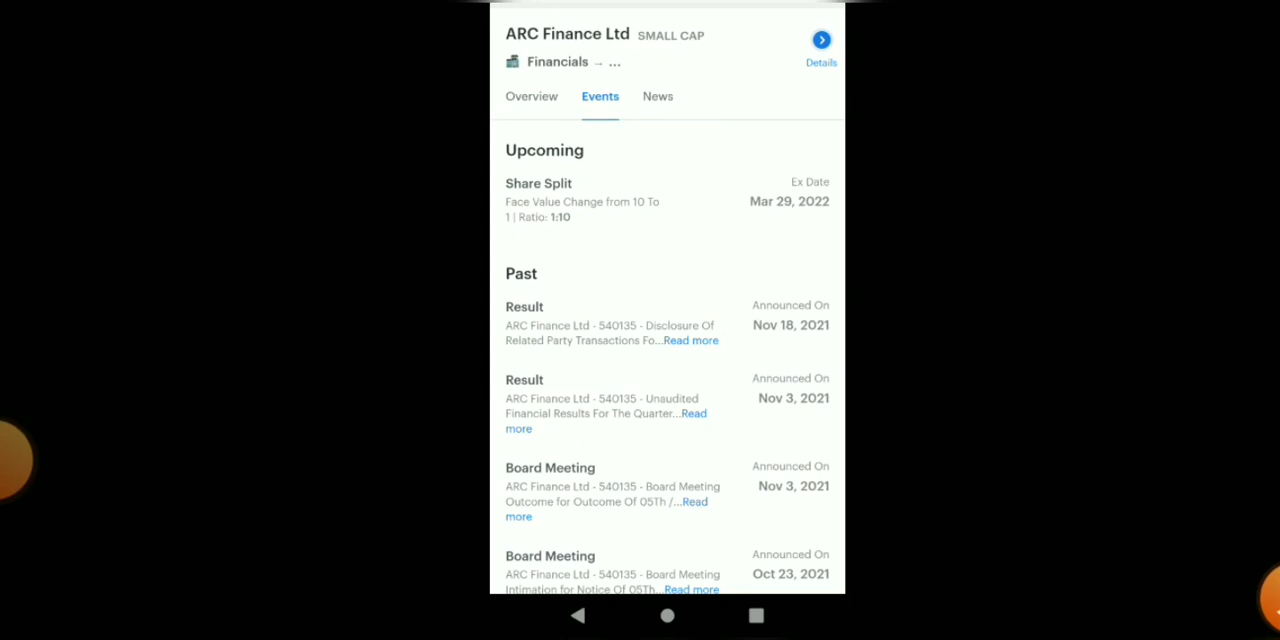 ARC Finance Ltd SMALL CAP
Financials → ...
Details
Overview Events News
Upcoming
Share Split Ex Date
Face Value Change from 10 To Mar 29, 2022
1 | Ratio: 1:10
Past
Result Announced On
ARC Finance Ltd - 540135 - Disclosure Of Nov 18, 2021
Related Party Transactions Fo...Read more
Result Announced On
ARC Finance Ltd - 540135 - Unaudited Nov 3, 2021
Financial Results For The Quarter...Read
more
Board Meeting Announced On
ARC Finance Ltd - 540135 - Board Meeting Nov 3, 2021
Outcome for Outcome Of 05Th /...Read
more
Board Meeting Announced On
ARC Finance Ltd - 540135 - Board Meeting Oct 23, 2021
Intimation for Notice Of 05Th...Read more